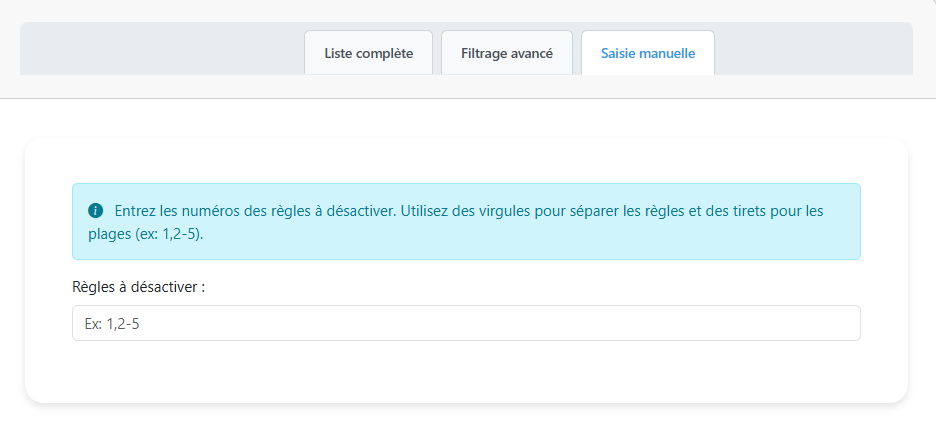 Liste complète
Filtrage avancé
Saisie manuelle
Entrez les numéros des règles à désactiver. Utilisez des virgules pour séparer les règles et des tirets pour les
plages (ex: 1,2-5).
Règles à désactiver :
Ex: 1,2-5